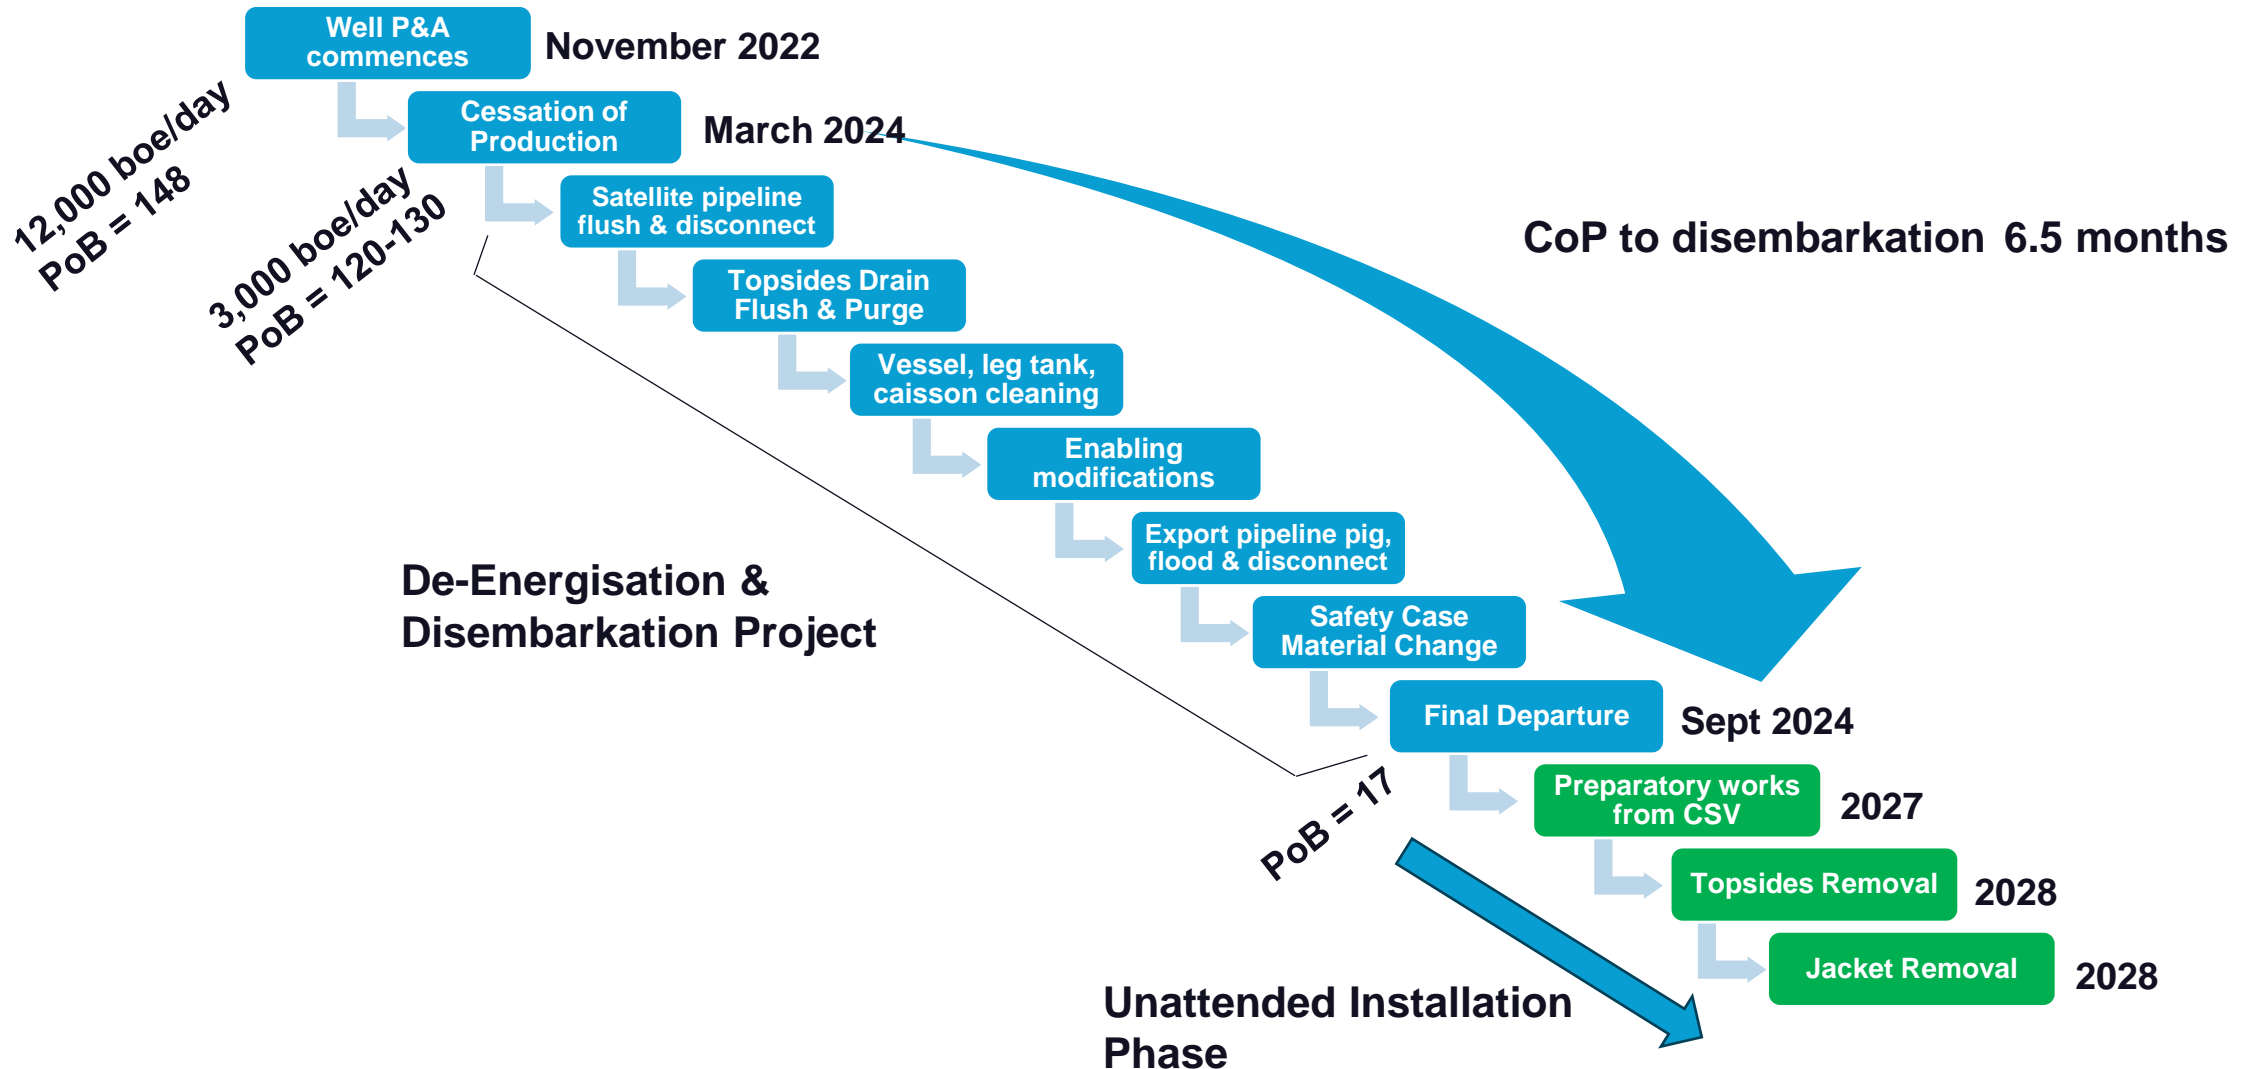 Well P&A
commences
November 2022
12,000 boe/day
PoB = 148
Cessation of
Production
March 2024
3,000 boe/day
PoB = 120-130
Satellite pipeline
flush & disconnect
CoP to disembarkation 6.5 months
Topsides Drain
Flush & Purge
Vessel, leg tank,
caisson cleaning
Enabling
modifications
Export pipeline pig,
flood & disconnect
De-Energisation &
Disembarkation Project
Safety Case
Material Change
Final Departure
Sept 2024
PoB = 17
Preparatory works
from CSV
2027
Topsides Removal
2028
Jacket Removal
2028
Unattended Installation
Phase